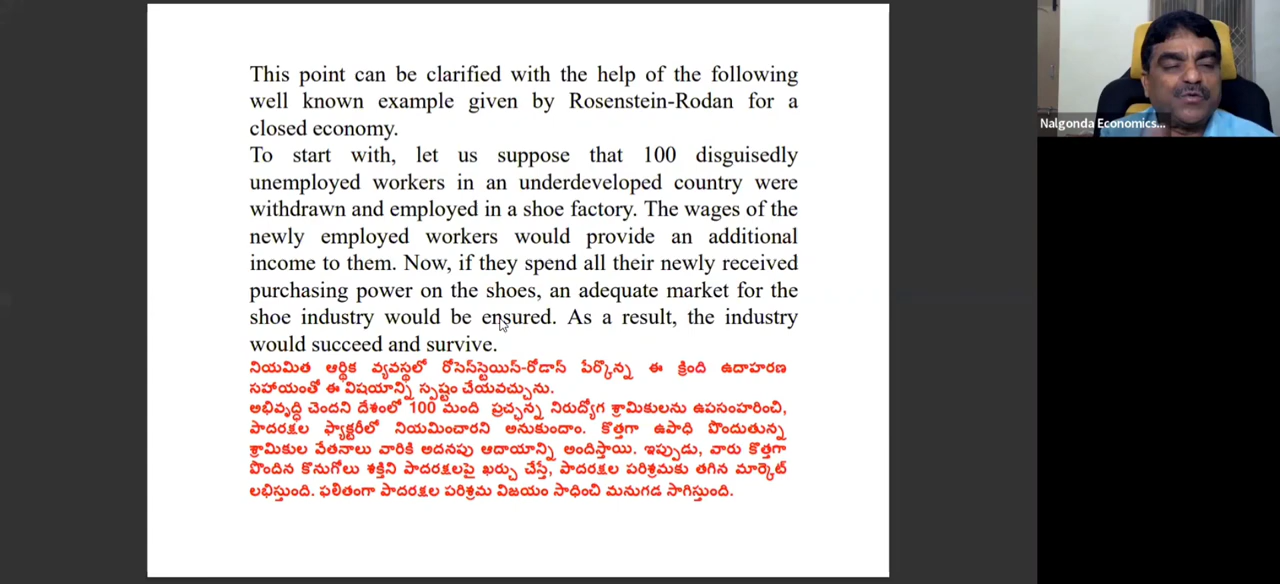 This point can be clarified with the help of the following
well known example given by Rosenstein-Rodan for a
closed economy.
To start with, let us suppose that 100 disguisedly
unemployed workers in an underdeveloped country were
withdrawn and employed in a shoe factory. The wages of the
newly employed workers would provide an additional
income to them. Now, if they spend all their newly received
purchasing power on the shoes, an adequate market for the
shoe industry would be ensured. As a result, the industry
would succeed and survive.
నియమిత ఆర్థిక వ్యవస్థలో రోసెన్‌స్టెయిన్-రోడాన్ పేర్కొన్న ఈ క్రింది ఉదాహరణ
సహాయంతో ఈ విషయాన్ని స్పష్టం చేయవచ్చును.
అభివృద్ధి చెందని దేశంలో 100 మంది ప్రచ్ఛన్న నిరుద్యోగ శ్రామికులను ఉపసంహరించి,
పాదరక్షల ఫ్యాక్టరీలో నియమించారని అనుకుందాం. కొత్తగా ఉపాధి పొందుతున్న
శ్రామికుల వేతనాలు వారికి అదనపు ఆదాయాన్ని అందిస్తాయి. ఇప్పుడు, వారు కొత్తగా
పొందిన కొనుగోలు శక్తిని పాదరక్షలపై ఖర్చు చేస్తే, పాదరక్షల పరిశ్రమకు తగిన మార్కెట్
లభిస్తుంది. ఫలితంగా పాదరక్షల పరిశ్రమ విజయం సాధించి మనుగడ సాగిస్తుంది.
Nalgonda Economics...